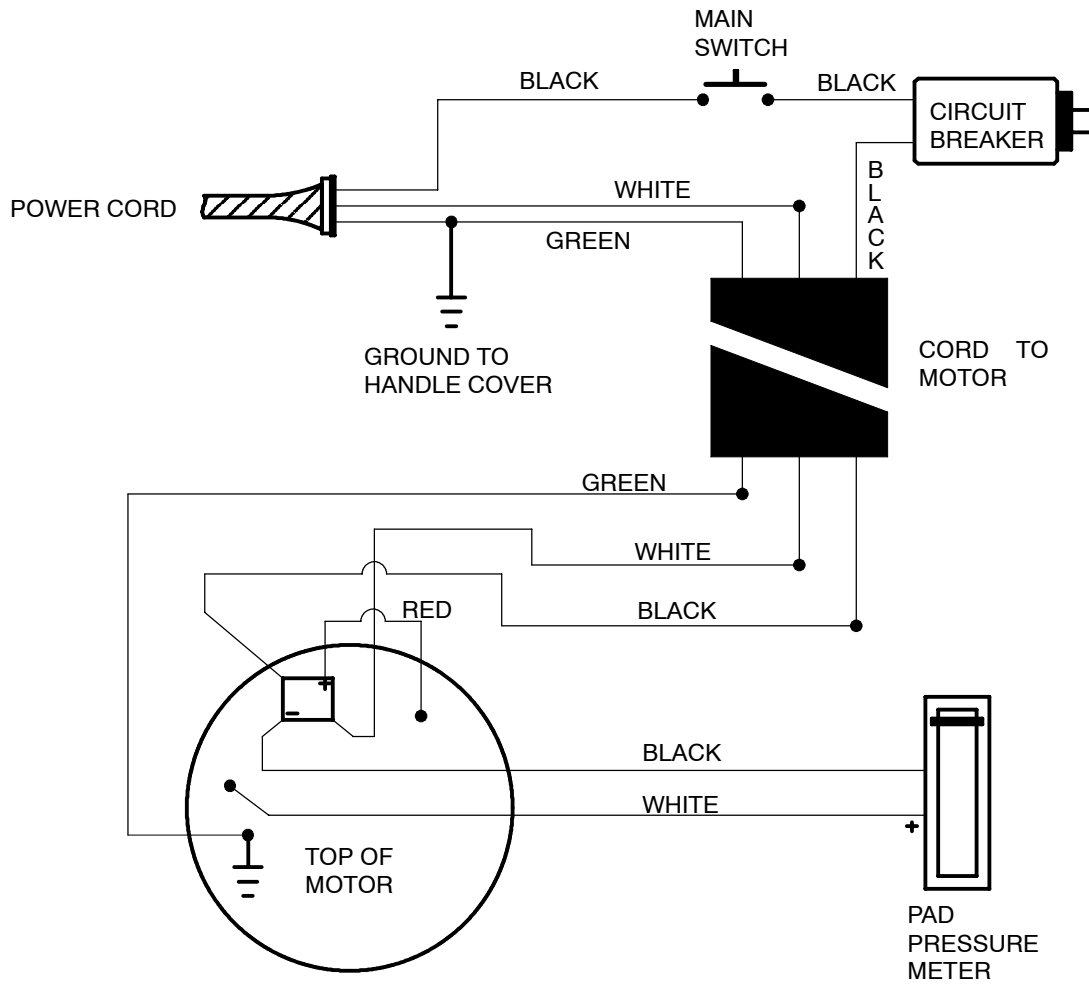 MAIN
SWITCH
BLACK
BLACK
CIRCUIT
BREAKER
BLACK
POWER CORD
WHITE
GREEN
GROUND TO
HANDLE COVER
CORD TO
MOTOR
GREEN
WHITE
RED
BLACK
+
−
BLACK
WHITE
+
TOP OF
MOTOR
PAD
PRESSURE
METER